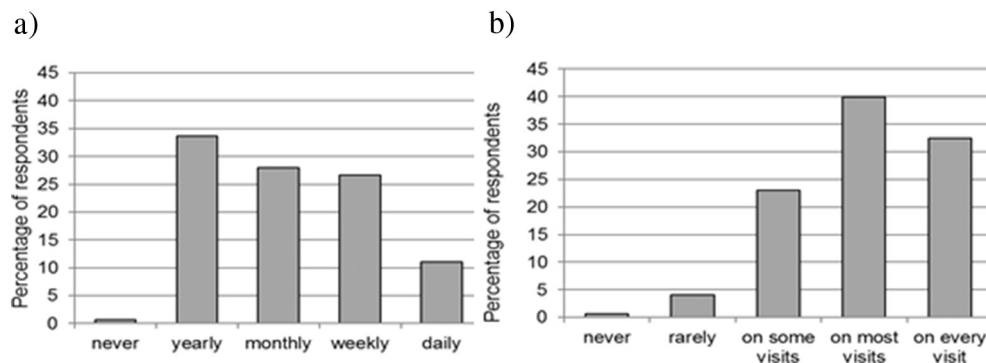 a)
Percentage of respondents
45
40
35
30
25
20
15
10
5
0
never yearly monthly weekly daily
b)
Percentage of respondents
45
40
35
30
25
20
15
10
5
0
never rarely on some on most on every
visits visits visit